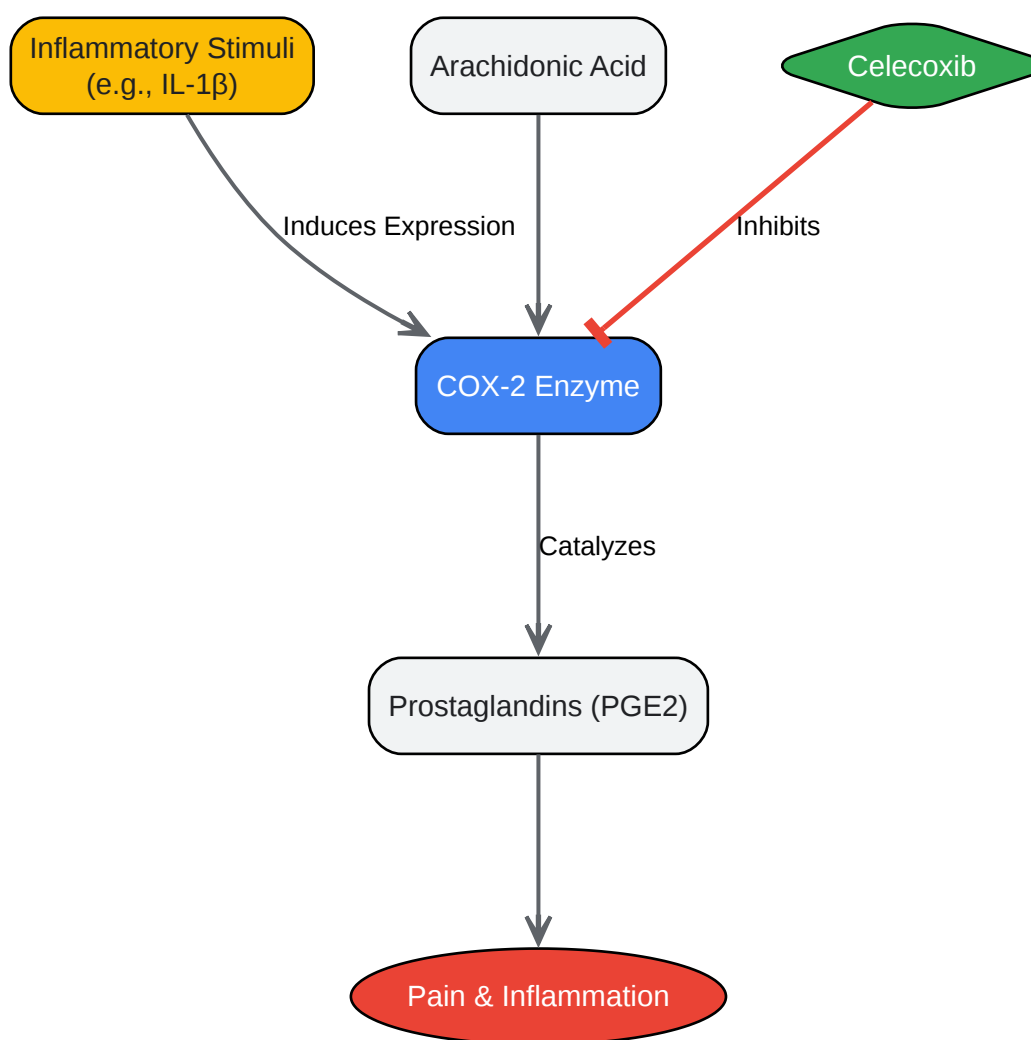 Inflammatory Stimuli
(e.g., IL-1β)
Arachidonic Acid
Celecoxib
Induces Expression
Inhibits
COX-2 Enzyme
Catalyzes
Prostaglandins (PGE2)
Pain & Inflammation